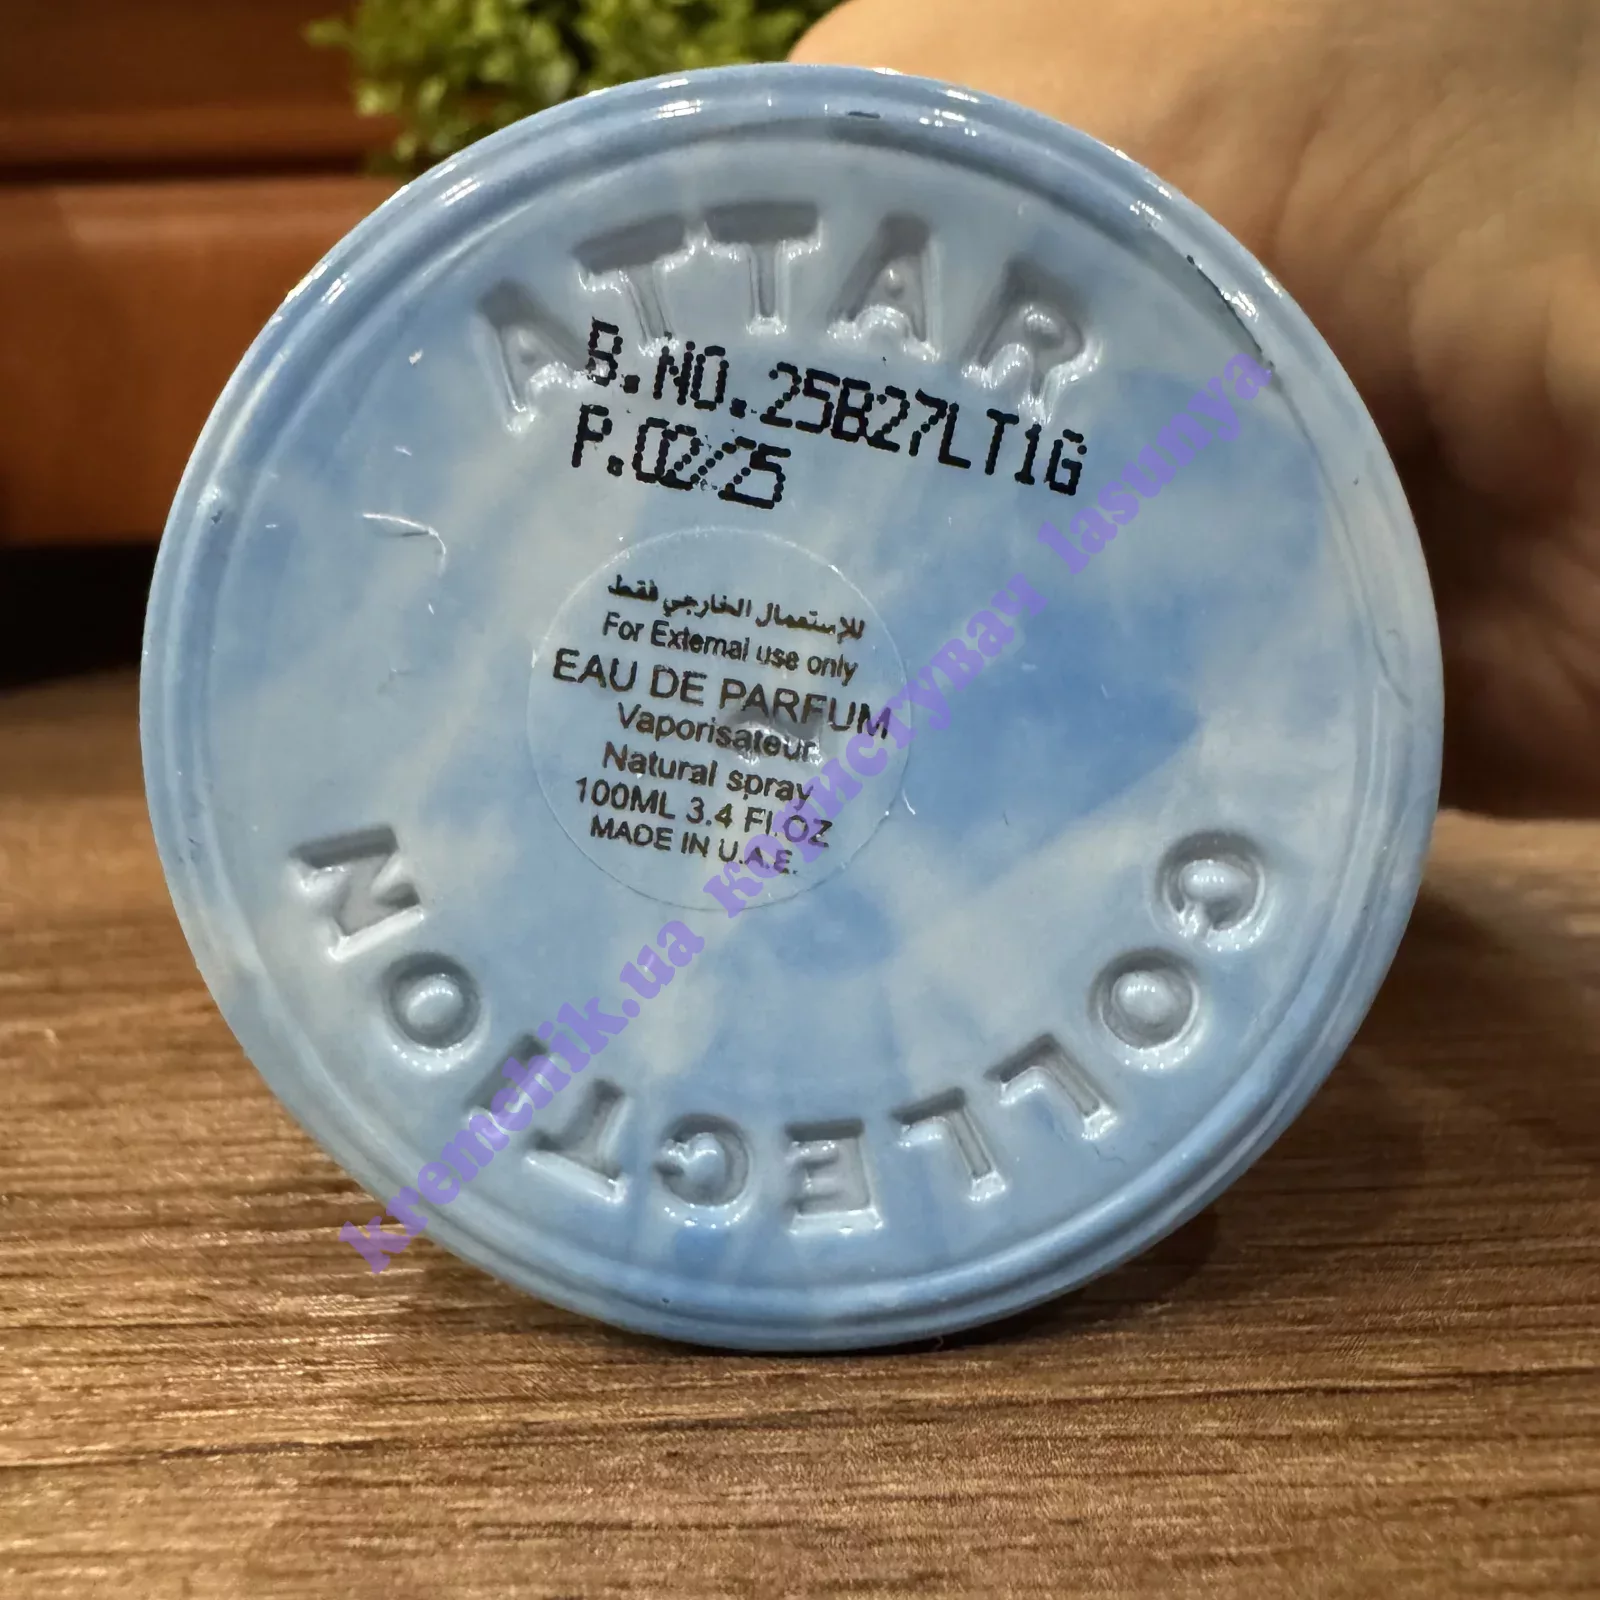 ATTAR
B.NO.25B27LT1G
P.02/25
للإستعمال الخارجي فقط
For External use only
EAU DE PARFUM
Vaporisateur
Natural spray
100ML 3.4 Fl.OZ
MADE IN U.A.E.
COLLECTION
kremchik.ua користувач lasunya